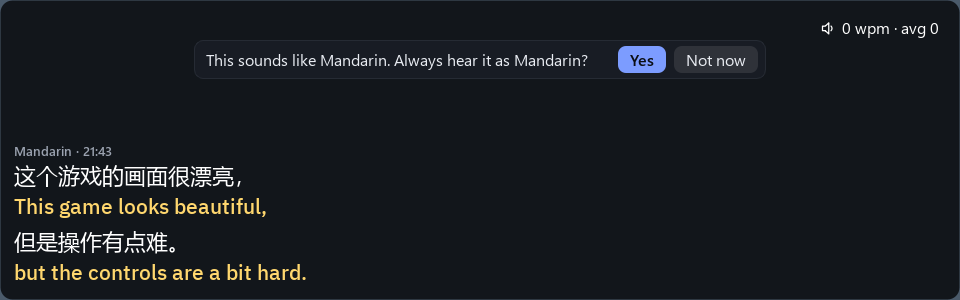 0 wpm · avg 0
This sounds like Mandarin. Always hear it as Mandarin? Yes Not now
Mandarin · 21:43
这个游戏的画面很漂亮，
This game looks beautiful,
但是操作有点难。
but the controls are a bit hard.